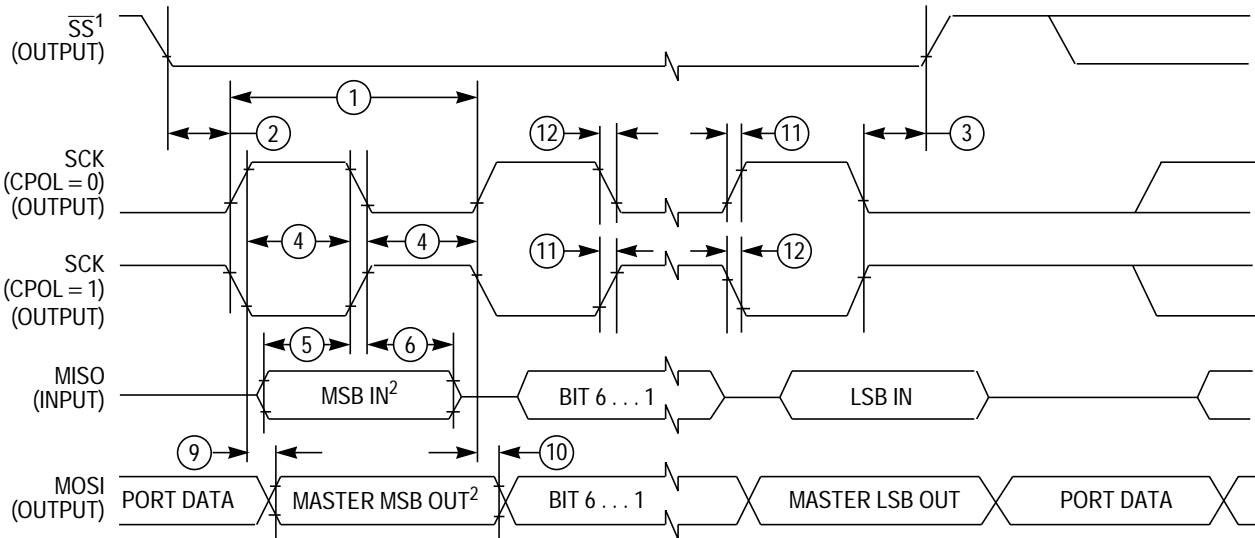 SS¹
(OUTPUT)
1
2
12
11
3
SCK
(CPOL = 0)
(OUTPUT)
4
4
11
12
SCK
(CPOL = 1)
(OUTPUT)
5
6
MISO
(INPUT)
MSB IN²
BIT 6 . . . 1
LSB IN
9
10
MOSI
(OUTPUT)
PORT DATA
MASTER MSB OUT²
BIT 6 . . . 1
MASTER LSB OUT
PORT DATA